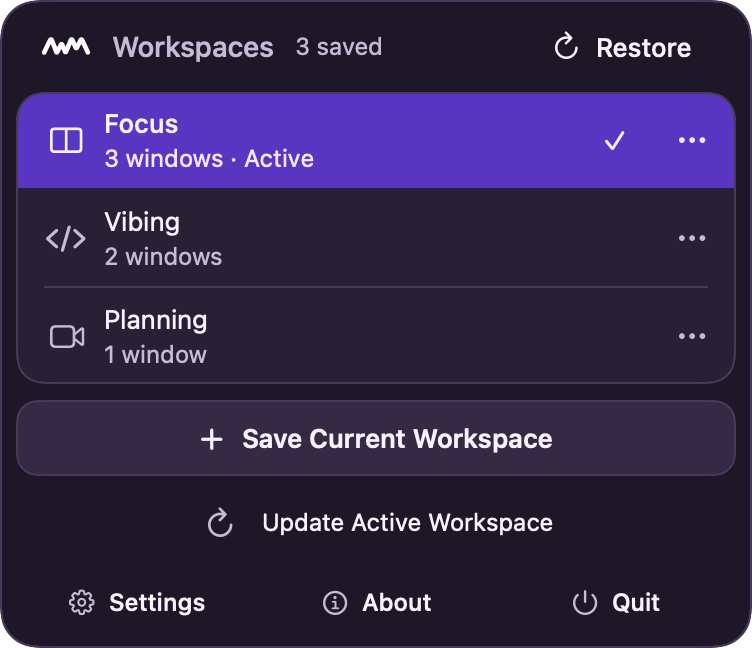 Workspaces 3 saved Restore
Focus
3 windows · Active
Vibing
2 windows
Planning
1 window
Save Current Workspace
Update Active Workspace
Settings About Quit